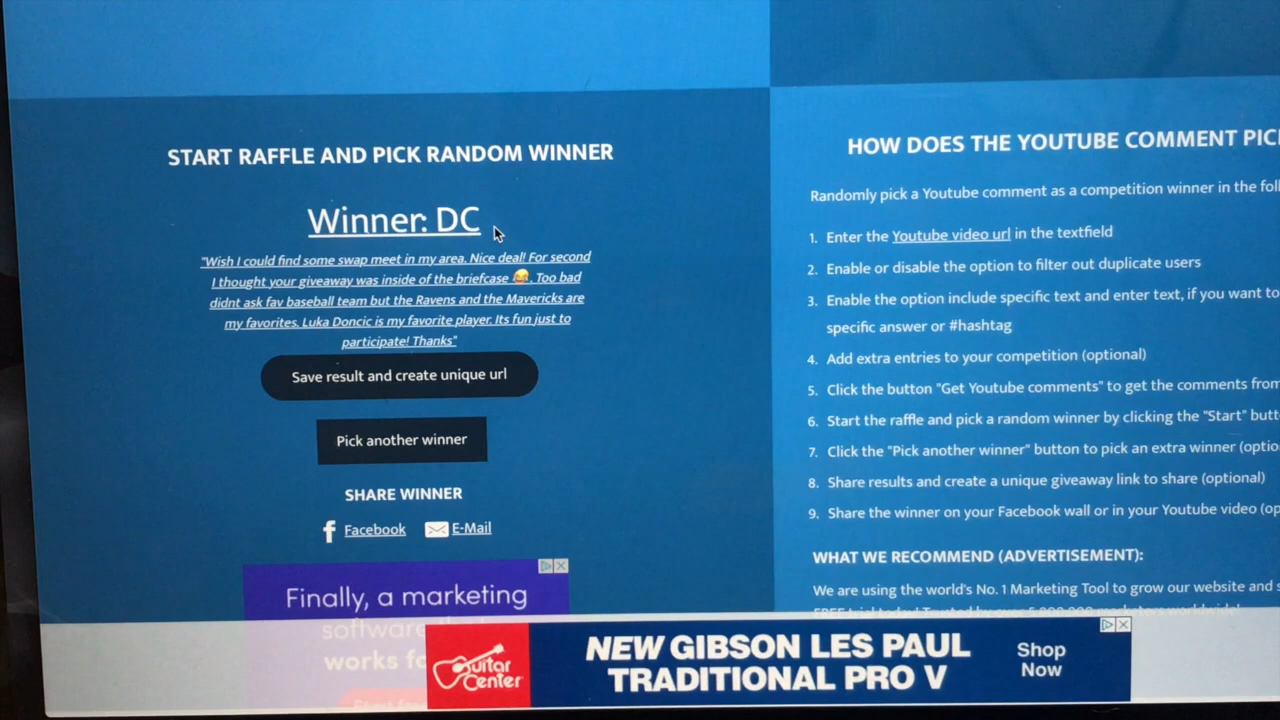 START RAFFLE AND PICK RANDOM WINNER
Winner: DC
"Wish I could find some swap meet in my area. Nice deal! For second
I thought your giveaway was inside of the briefcase 😂. Too bad
didnt ask fav baseball team but the Ravens and the Mavericks are
my favorites. Luka Doncic is my favorite player. Its fun just to
participate! Thanks"
Save result and create unique url
Pick another winner
SHARE WINNER
Facebook E-Mail
Finally, a marketing
software
works
HOW DOES THE YOUTUBE COMMENT
Randomly pick a Youtube comment as a competition winner in the
1. Enter the Youtube video url in the textfield
2. Enable or disable the option to filter out duplicate users
3. Enable the option include specific text and enter text, if you want to
specific answer or #hashtag
4. Add extra entries to your competition (optional)
5. Click the button "Get Youtube comments" to get the comments from
6. Start the raffle and pick a random winner by clicking the "Start"
7. Click the "Pick another winner" button to pick an extra winner
8. Share results and create a unique giveaway link to share (optional)
9. Share the winner on your Facebook wall or in your Youtube video
WHAT WE RECOMMEND (ADVERTISEMENT):
We are using the world's No. 1 Marketing Tool to grow our website and
Guitar
Center
NEW GIBSON LES PAUL
TRADITIONAL PRO V
Shop
Now